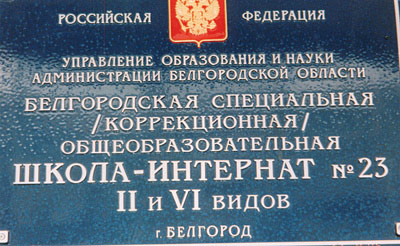 РОССИЙСКАЯ ФЕДЕРАЦИЯ
УПРАВЛЕНИЕ ОБРАЗОВАНИЯ И НАУКИ
АДМИНИСТРАЦИИ БЕЛГОРОДСКОЙ ОБЛАСТИ
БЕЛГОРОДСКАЯ СПЕЦИАЛЬНАЯ
/КОРРЕКЦИОННАЯ/
ОБЩЕОБРАЗОВАТЕЛЬНАЯ
ШКОЛА-ИНТЕРНАТ №23
II и VI ВИДОВ
г. БЕЛГОРОД